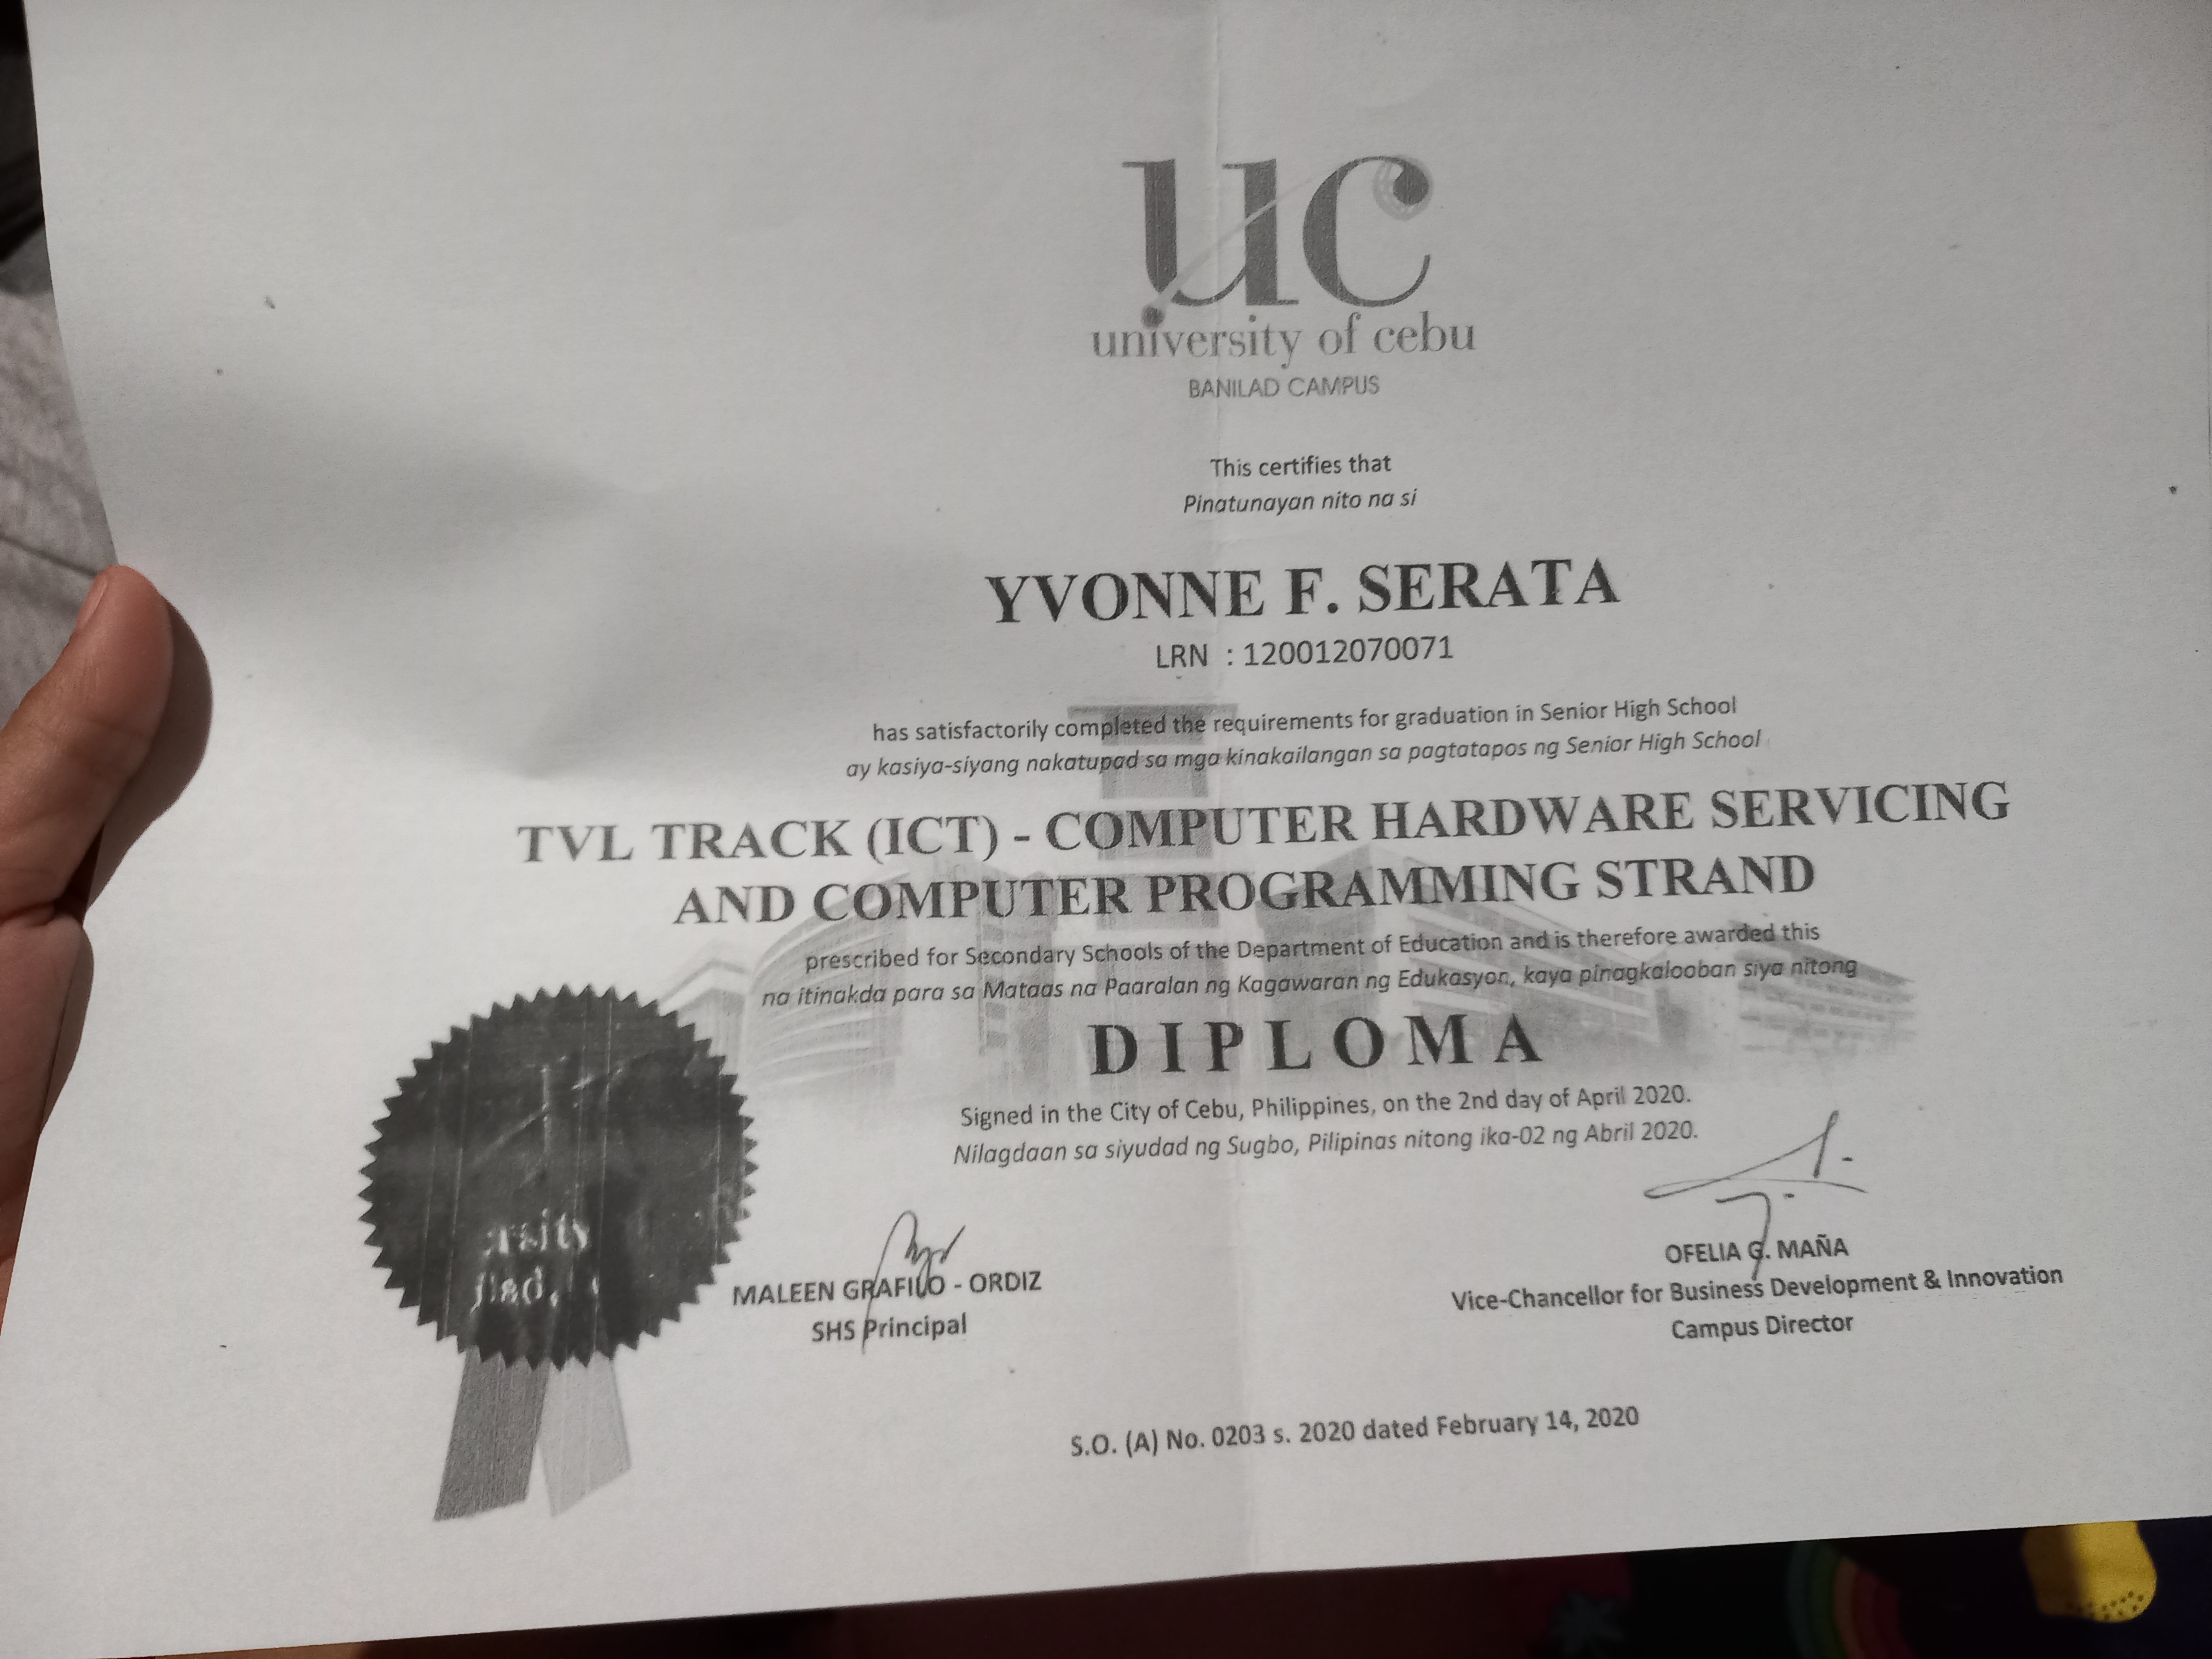 uc
university of cebu
BANILAD CAMPUS
This certifies that
Pinatunayan nito na si
YVONNE F. SERATA
LRN : 120012070071
has satisfactorily completed the requirements for graduation in Senior High School
ay kasiya-siyang nakatupad sa mga kinakailangan sa pagtatapos ng Senior High School
TVL TRACK (ICT) - COMPUTER HARDWARE SERVICING
AND COMPUTER PROGRAMMING STRAND
prescribed for Secondary Schools of the Department of Education and is therefore awarded this
na itinakda para sa Mataas na Paaralan ng Kagawaran ng Edukasyon, kaya pinagkalooban siya nitong
DIPLOMA
Signed in the City of Cebu, Philippines, on the 2nd day of April 2020.
Nilagdaan sa siyudad ng Sugbo, Pilipinas nitong ika-02 ng Abril 2020.
MALEEN GRAFILO - ORDIZ
SHS Principal
OFELIA G. MAÑA
Vice-Chancellor for Business Development & Innovation
Campus Director
S.O. (A) No. 0203 s. 2020 dated February 14, 2020